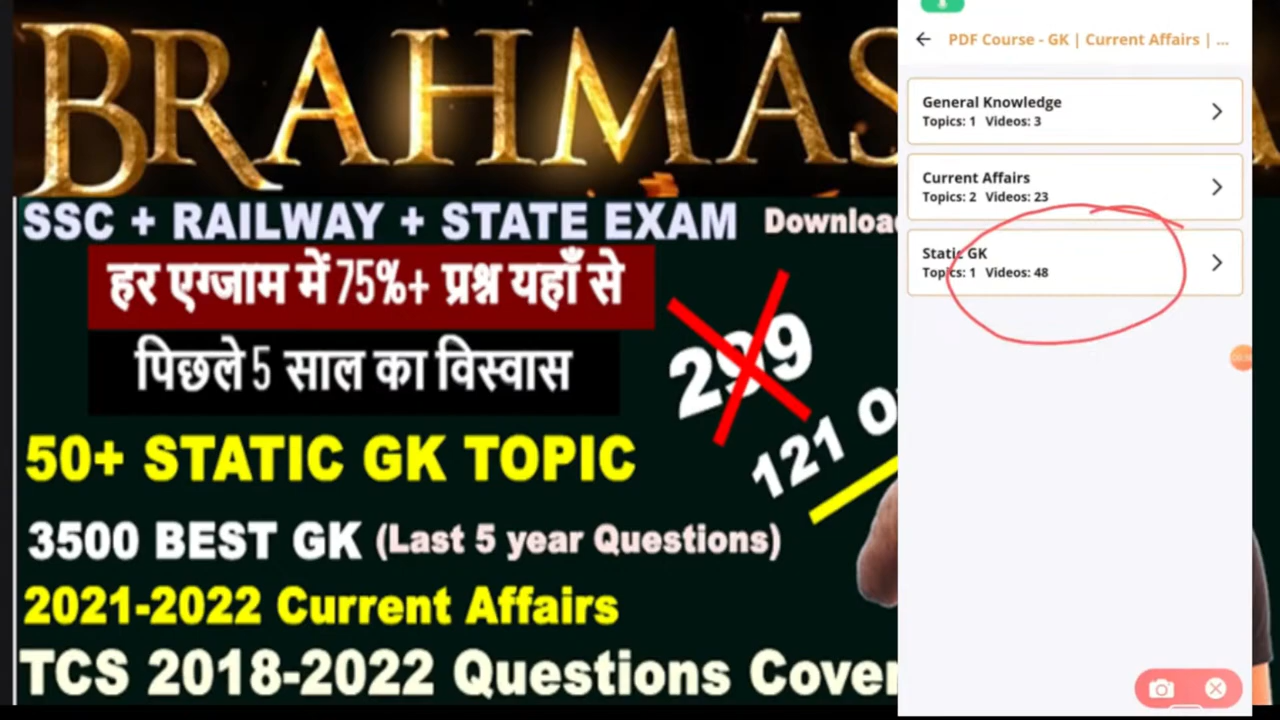 BRAHMĀS
SSC + RAILWAY + STATE EXAM
हर एग्जाम में 75%+ प्रश्न यहाँ से
पिछले 5 साल का विस्वास
299
121
50+ STATIC GK TOPIC
3500 BEST GK (Last 5 year Questions)
2021-2022 Current Affairs
TCS 2018-2022 Questions Cover
PDF Course - GK | Current Affairs | ...
General Knowledge
Topics: 1 Videos: 3
Current Affairs
Topics: 2 Videos: 23
Static GK
Topics: 1 Videos: 48